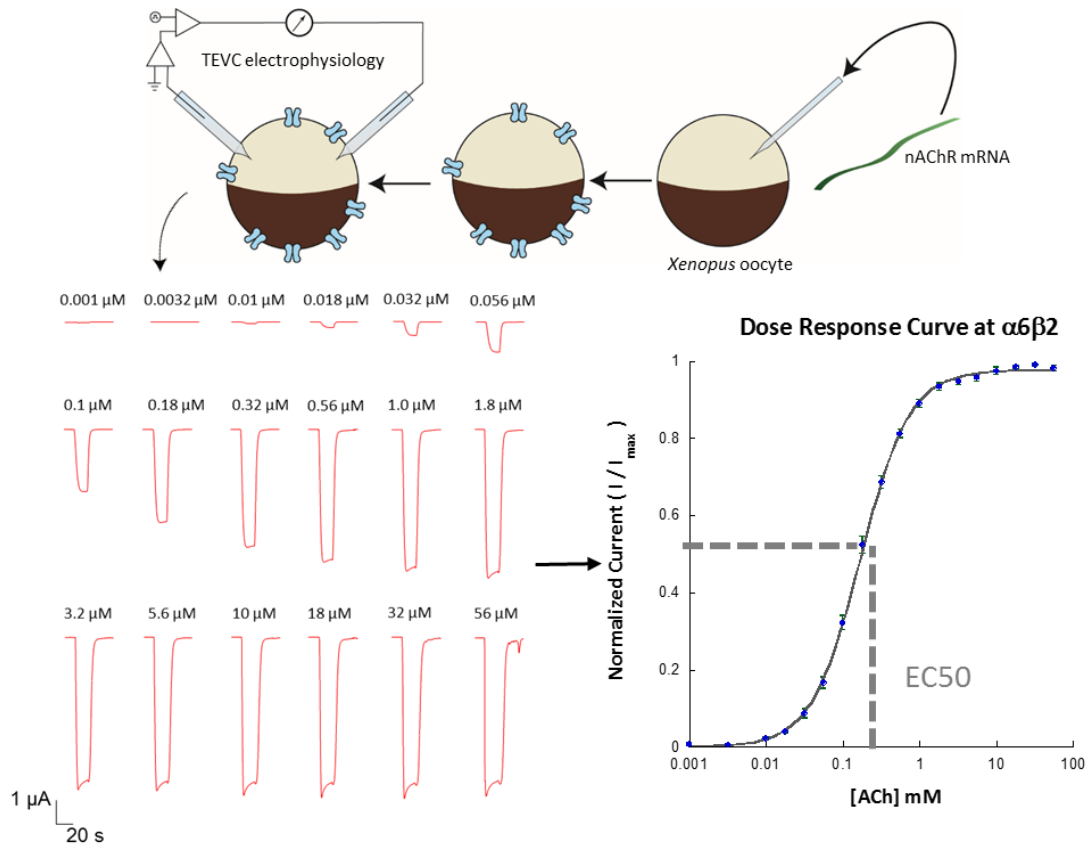 TEVC electrophysiology
nAChR mRNA
Xenopus oocyte
0.001 µM 0.0032 µM 0.01 µM 0.018 µM 0.032 µM 0.056 µM
0.1 µM 0.18 µM 0.32 µM 0.56 µM 1.0 µM 1.8 µM
3.2 µM 5.6 µM 10 µM 18 µM 32 µM 56 µM
1 µA
20 s
Dose Response Curve at α6β2
Normalized Current ( I / Imax)
1
0.8
0.6
0.4
0.2
0
EC50
0.001 0.01 0.1 1 10 100
[ACh] mM